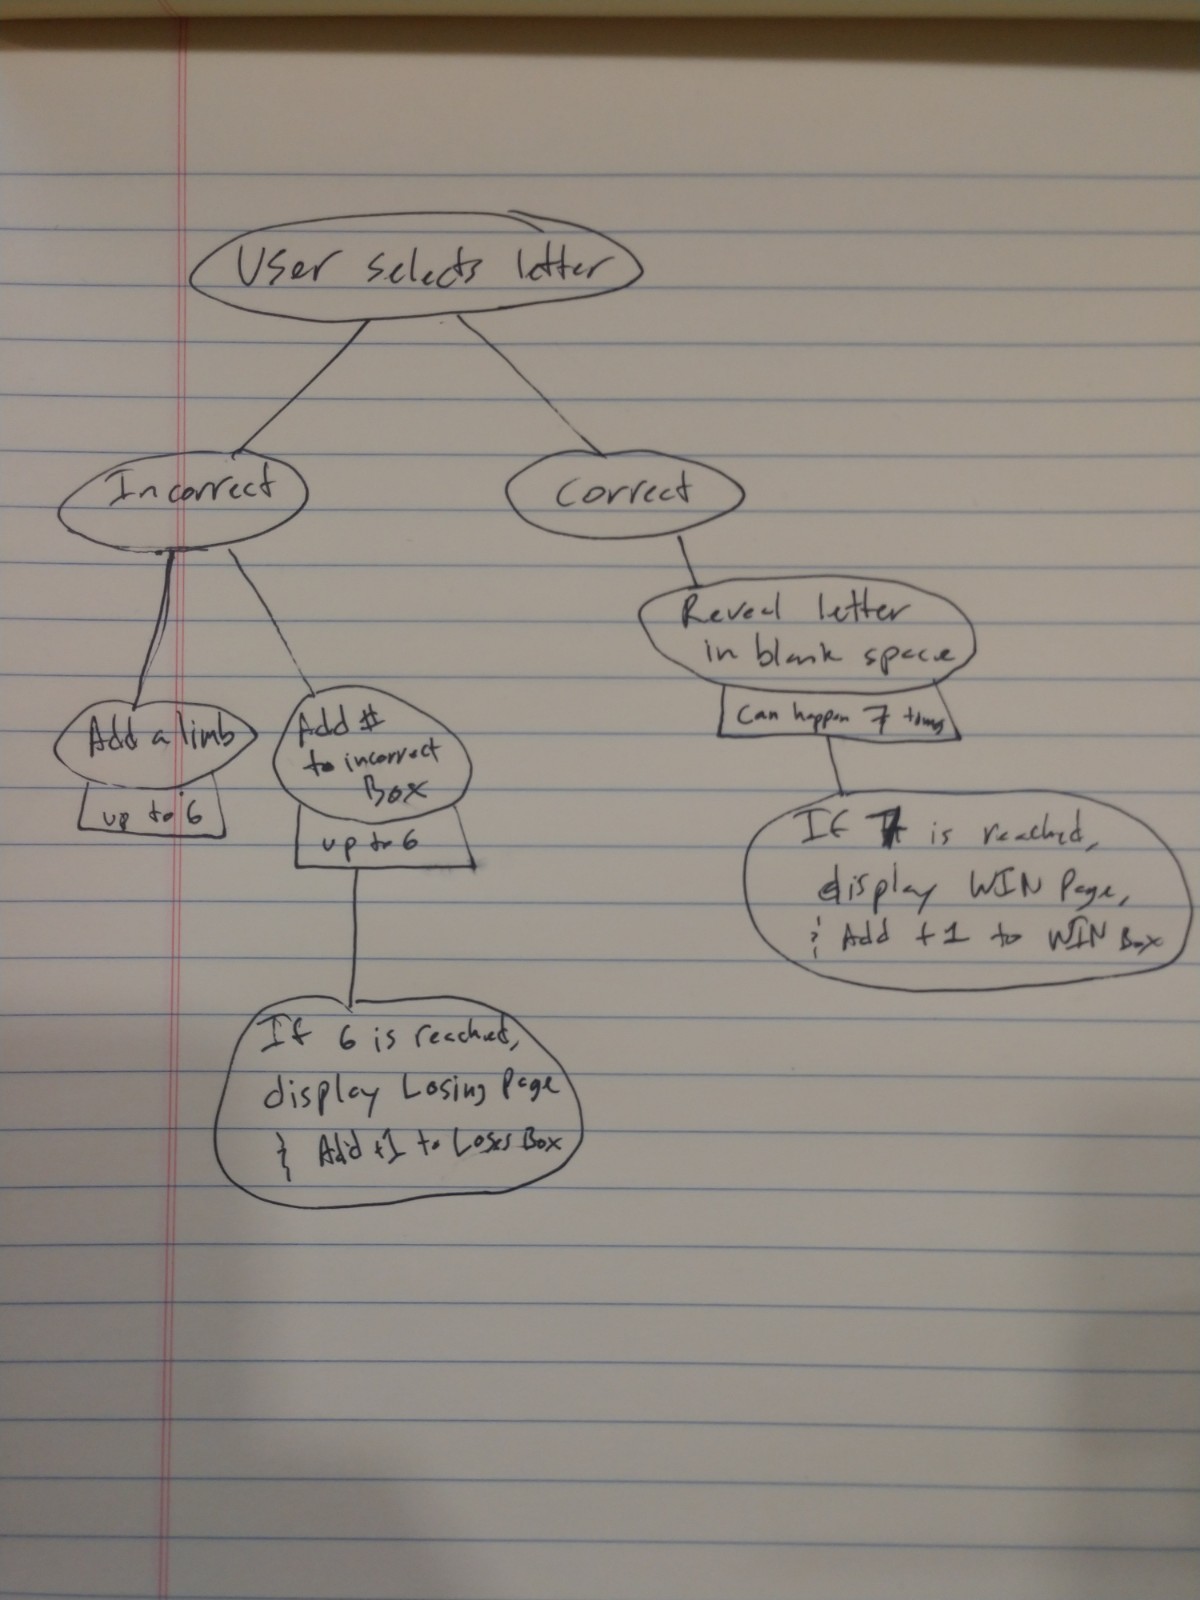 User selects letter
Incorrect
Correct
Reveal letter
in blank space
Can happen 7 times
Add a limb
up to 6
Add #
to incorrect
Box
up to 6
If 7 is reached,
display WIN Page,
& Add +1 to WIN Box
If 6 is reached,
display Losing Page
& Add +1 to Loses Box